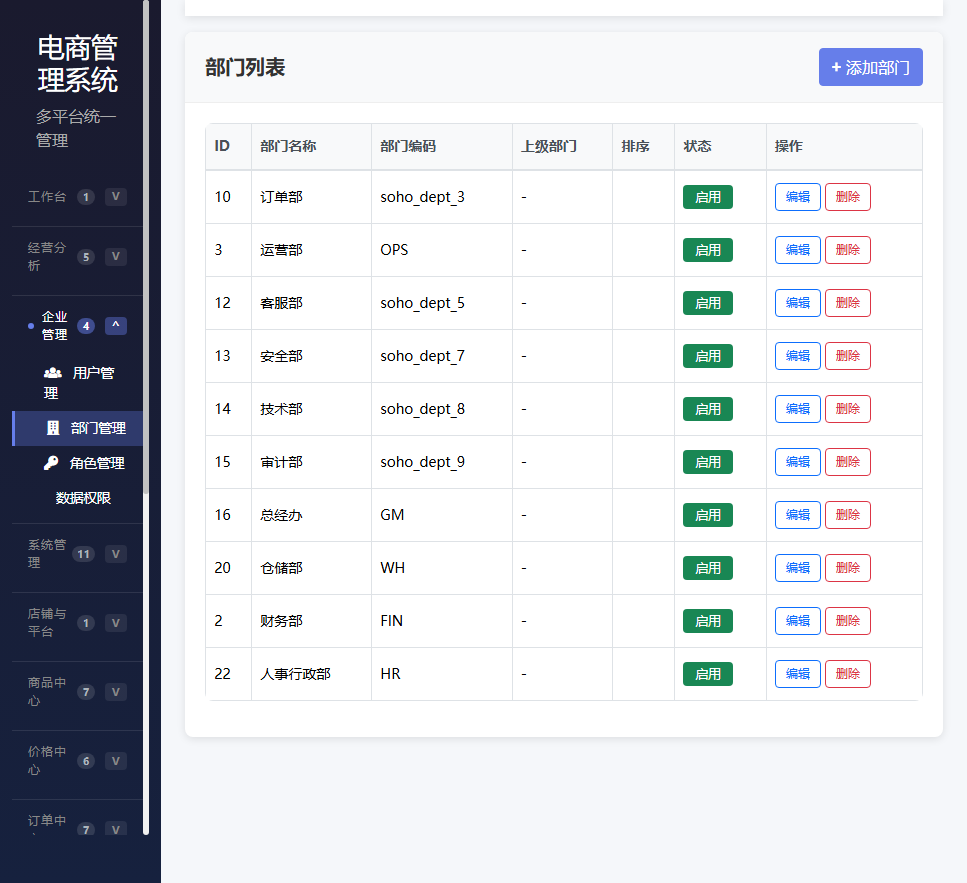 电商管
理系统
多平台统一
管理
工作台 1 V
经营分
析 5 V
企业
管理 4 ^
用户管
理
部门管理
角色管理
数据权限
系统管
理 11 V
店铺与
平台 1 V
商品中
心 7 V
价格中
心 6 V
订单中 7 V
部门列表
+ 添加部门
ID 部门名称 部门编码 上级部门 排序 状态 操作
10 订单部 soho_dept_3 - 启用 编辑 删除
3 运营部 OPS - 启用 编辑 删除
12 客服部 soho_dept_5 - 启用 编辑 删除
13 安全部 soho_dept_7 - 启用 编辑 删除
14 技术部 soho_dept_8 - 启用 编辑 删除
15 审计部 soho_dept_9 - 启用 编辑 删除
16 总经办 GM - 启用 编辑 删除
20 仓储部 WH - 启用 编辑 删除
2 财务部 FIN - 启用 编辑 删除
22 人事行政部 HR - 启用 编辑 删除